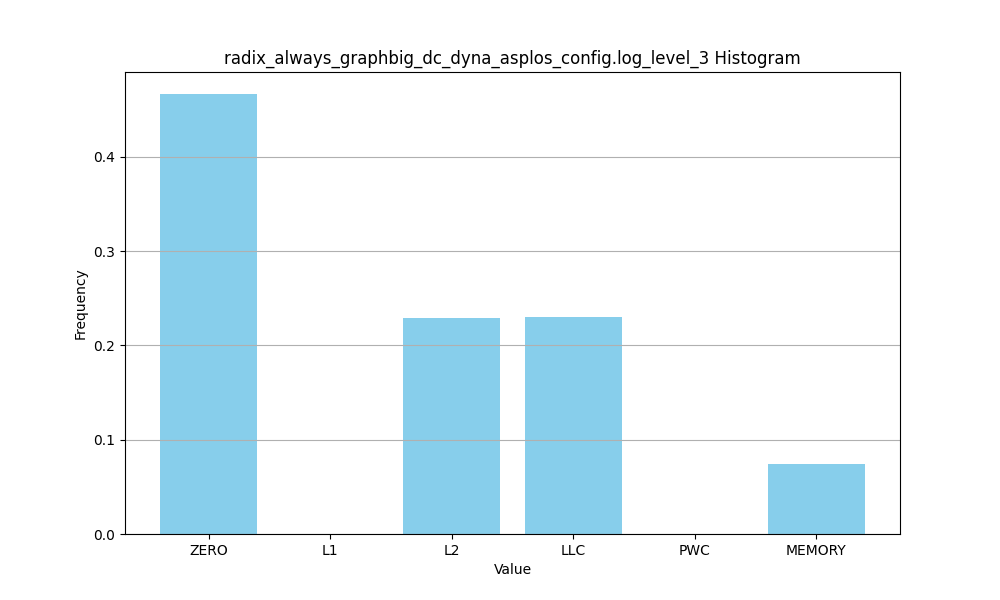 radix_always_graphbig_dc_dyna_asplos_config.log_level_3 Histogram
Frequency
0.4
0.3
0.2
0.1
0.0
ZERO L1 L2 LLC PWC MEMORY
Value